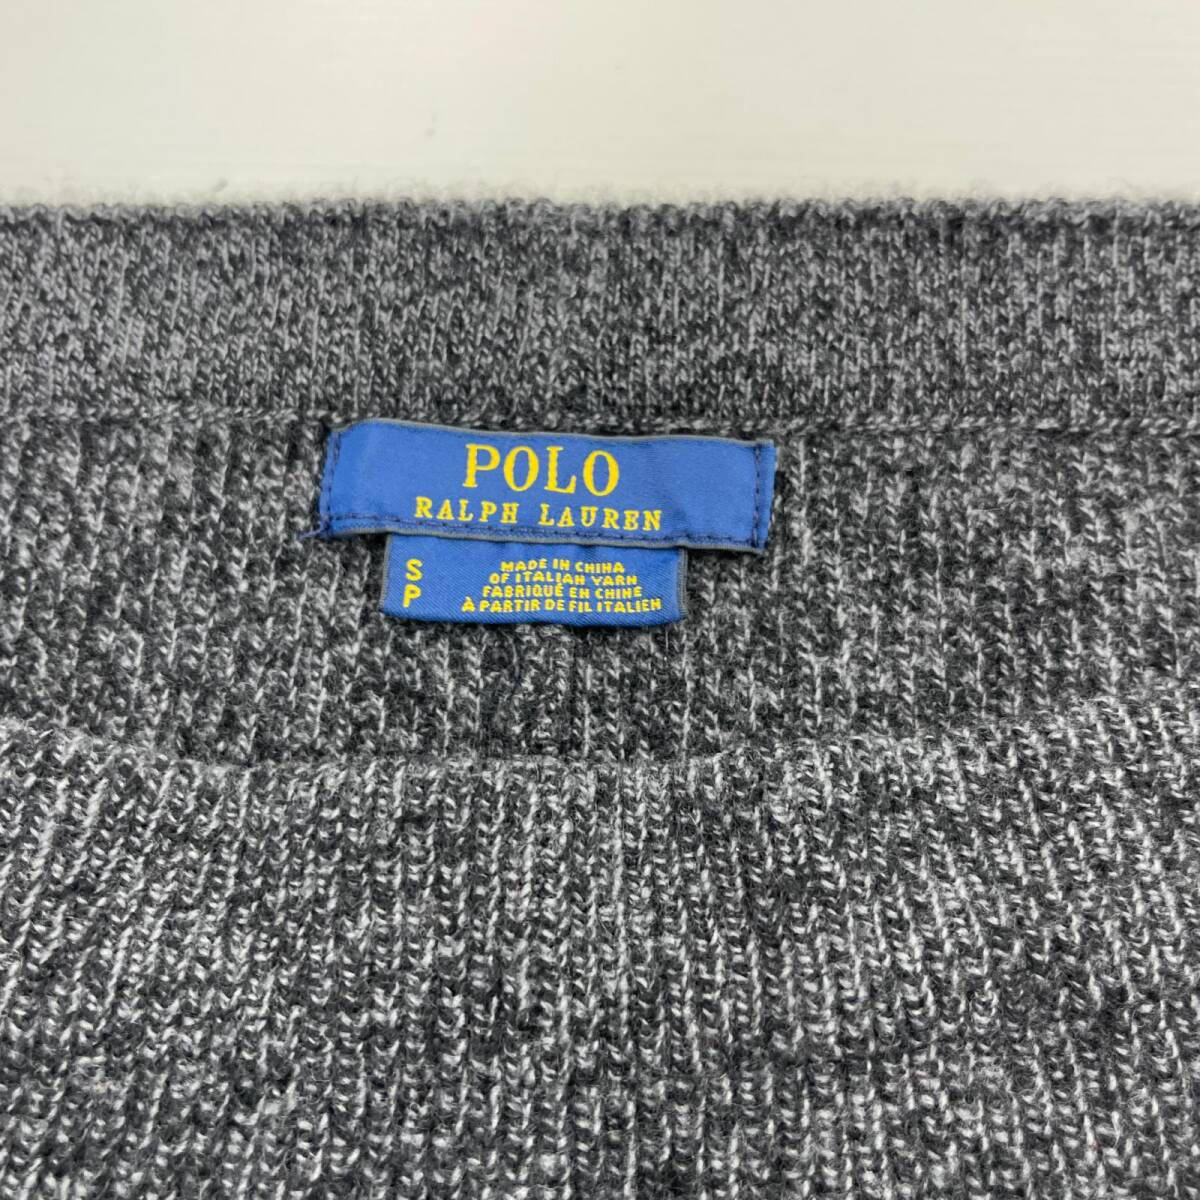 POLO
RALPH LAUREN
S
P
MADE IN CHINA
OF ITALIAN YARN
FABRIQUÉ EN CHINE
À PARTIR DE FIL ITALIEN